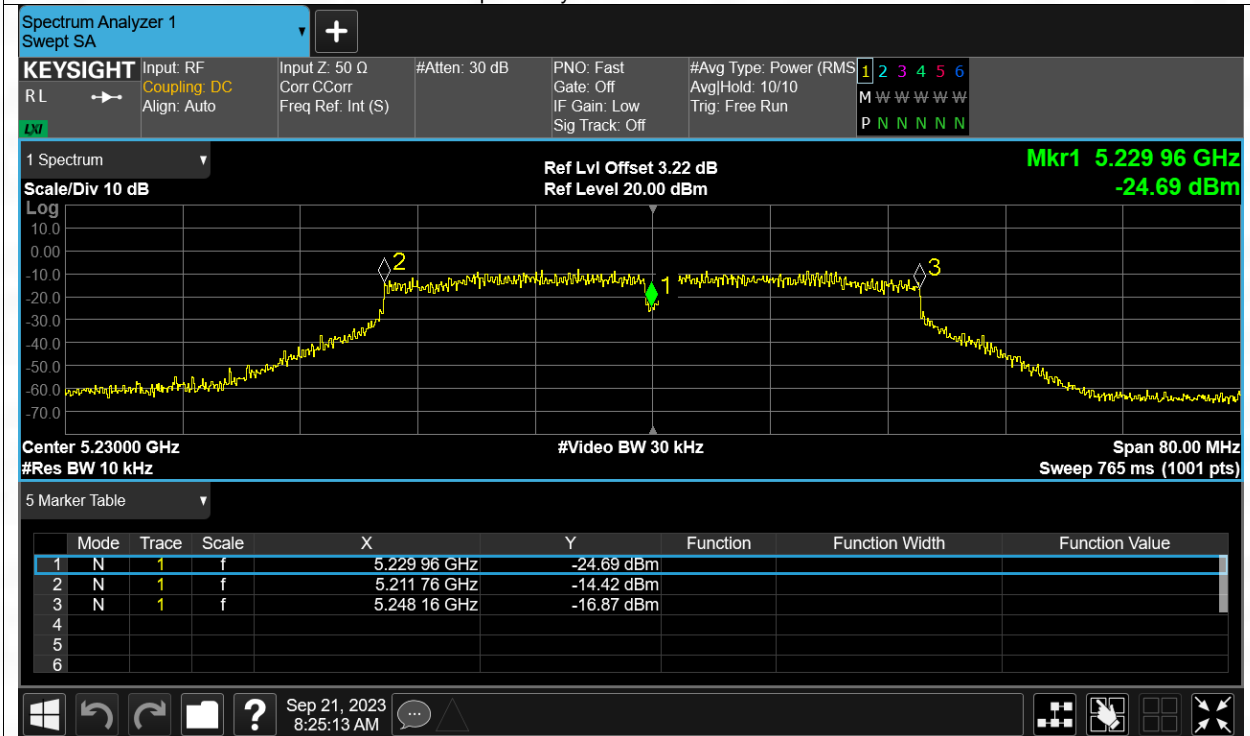 Spectrum Analyzer 1
Swept SA
+
KEYSIGHT Input: RF Input Z: 50 Ω #Atten: 30 dB PNO: Fast #Avg Type: Power (RMS 1 2 3 4 5 6
R L Coupling: DC Corr CCorr Gate: Off Avg|Hold: 10/10 M W W W W W
Align: Auto Freq Ref: Int (S) IF Gain: Low Trig: Free Run
LXI Sig Track: Off P N N N N N
1 Spectrum
Ref Lvl Offset 3.22 dB Mkr1 5.229 96 GHz
Scale/Div 10 dB Ref Level 20.00 dBm -24.69 dBm
Log
10.0
0.00
2 3
-10.0
1
-20.0
-30.0
-40.0
-50.0
-60.0
-70.0
Center 5.23000 GHz #Video BW 30 kHz Span 80.00 MHz
#Res BW 10 kHz Sweep 765 ms (1001 pts)
5 Marker Table
Mode Trace Scale X Y Function Function Width Function Value
1 N 1 f 5.229 96 GHz -24.69 dBm
2 N 1 f 5.211 76 GHz -14.42 dBm
3 N 1 f 5.248 16 GHz -16.87 dBm
4
5
6
? Sep 21, 2023
8:25:13 AM